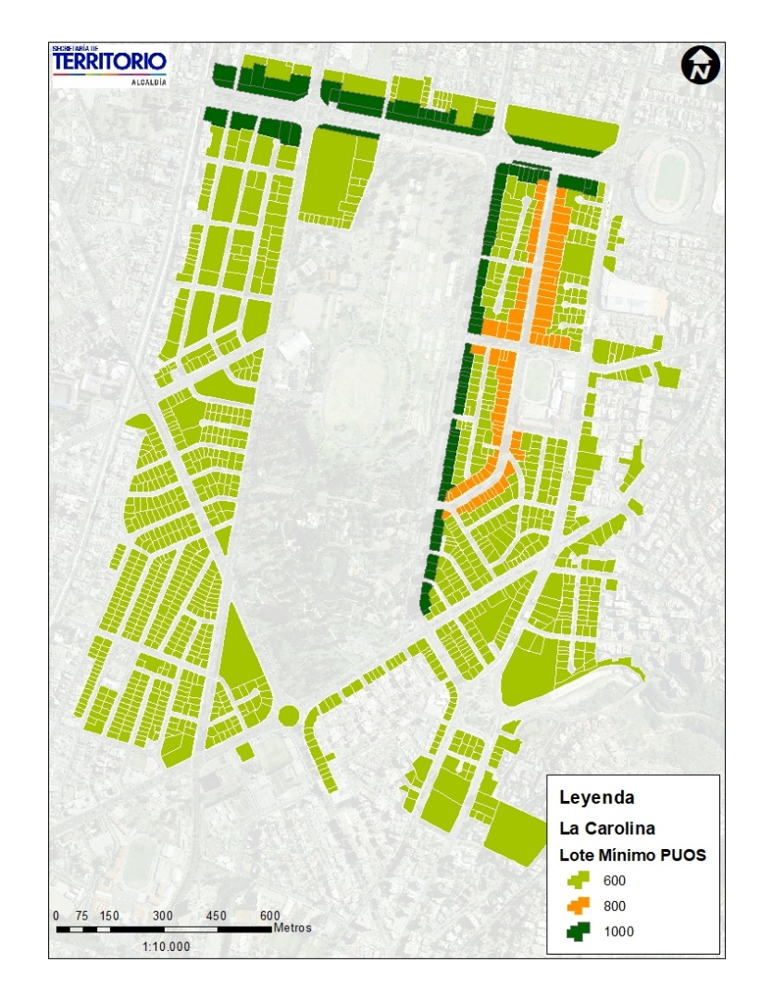 SECRETARÍA DE
TERRITORIO
ALCALDÍA
N
Leyenda
La Carolina
Lote Mínimo PUOS
600
800
1000
0 75 150 300 450 600
Metros
1:10.000